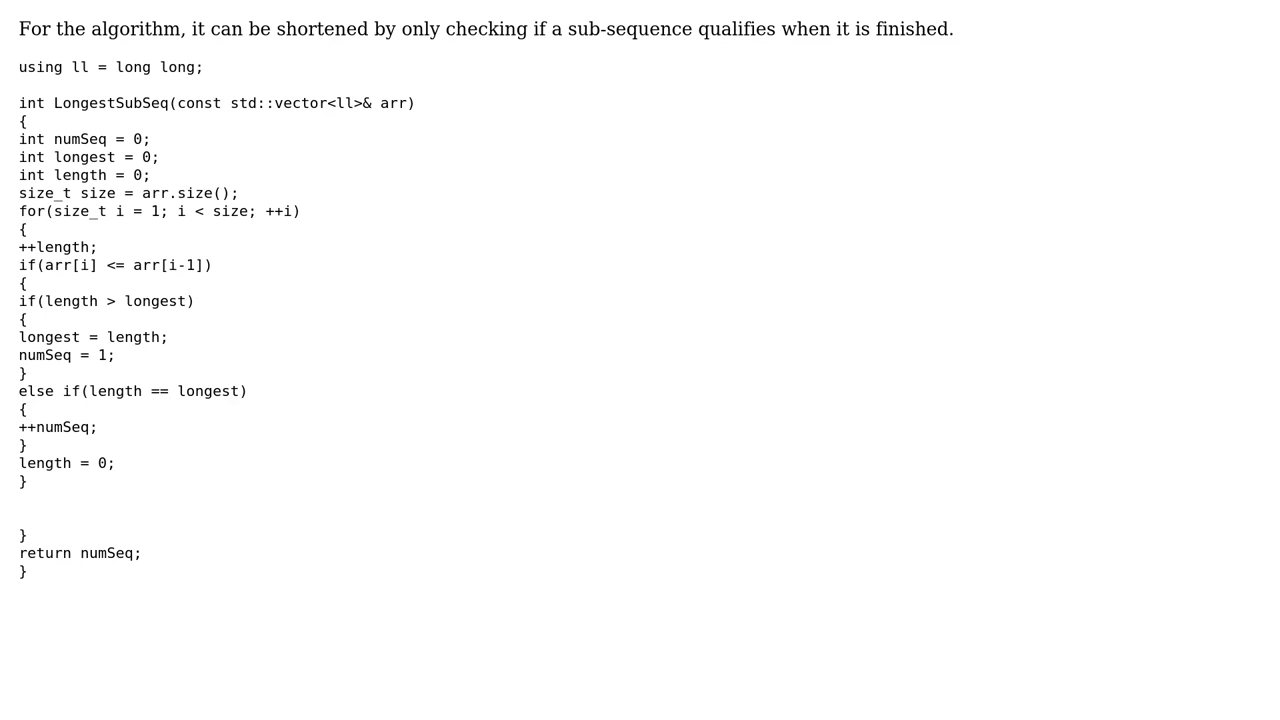 For the algorithm, it can be shortened by only checking if a sub-sequence qualifies when it is finished.
using ll = long long;
int LongestSubSeq(const std::vector<ll>& arr)
{
int numSeq = 0;
int longest = 0;
int length = 0;
size_t size = arr.size();
for(size_t i = 1; i < size; ++i)
{
++length;
if(arr[i] <= arr[i-1])
{
if(length > longest)
{
longest = length;
numSeq = 1;
}
else if(length == longest)
{
++numSeq;
}
length = 0;
}
}
return numSeq;
}